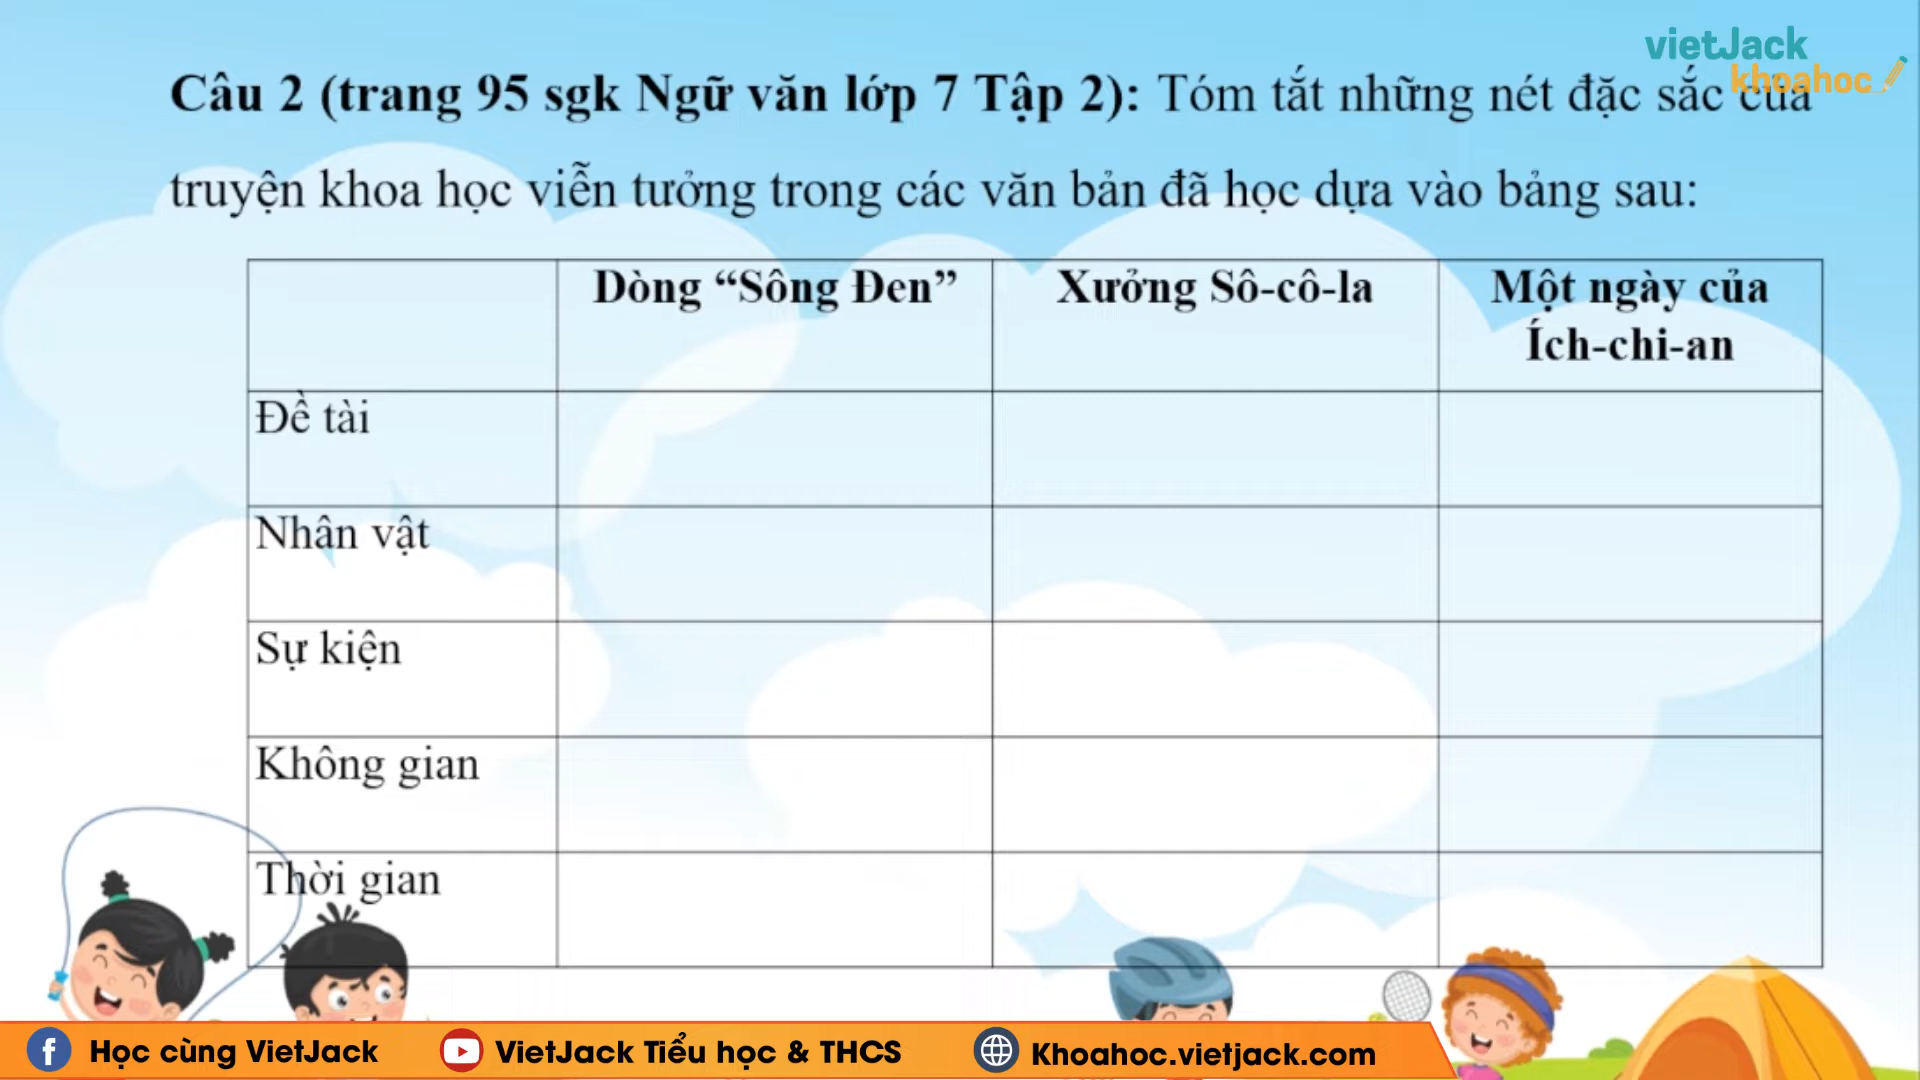 vietJack
khoahoc
Câu 2 (trang 95 sgk Ngữ văn lớp 7 Tập 2): Tóm tắt những nét đặc sắc của
truyện khoa học viễn tưởng trong các văn bản đã học dựa vào bảng sau:
Dòng “Sông Đen” Xưởng Sô-cô-la Một ngày của
Ích-chi-an
Đề tài
Nhân vật
Sự kiện
Không gian
Thời gian
Học cùng VietJack VietJack Tiểu học & THCS Khoahoc.vietjack.com